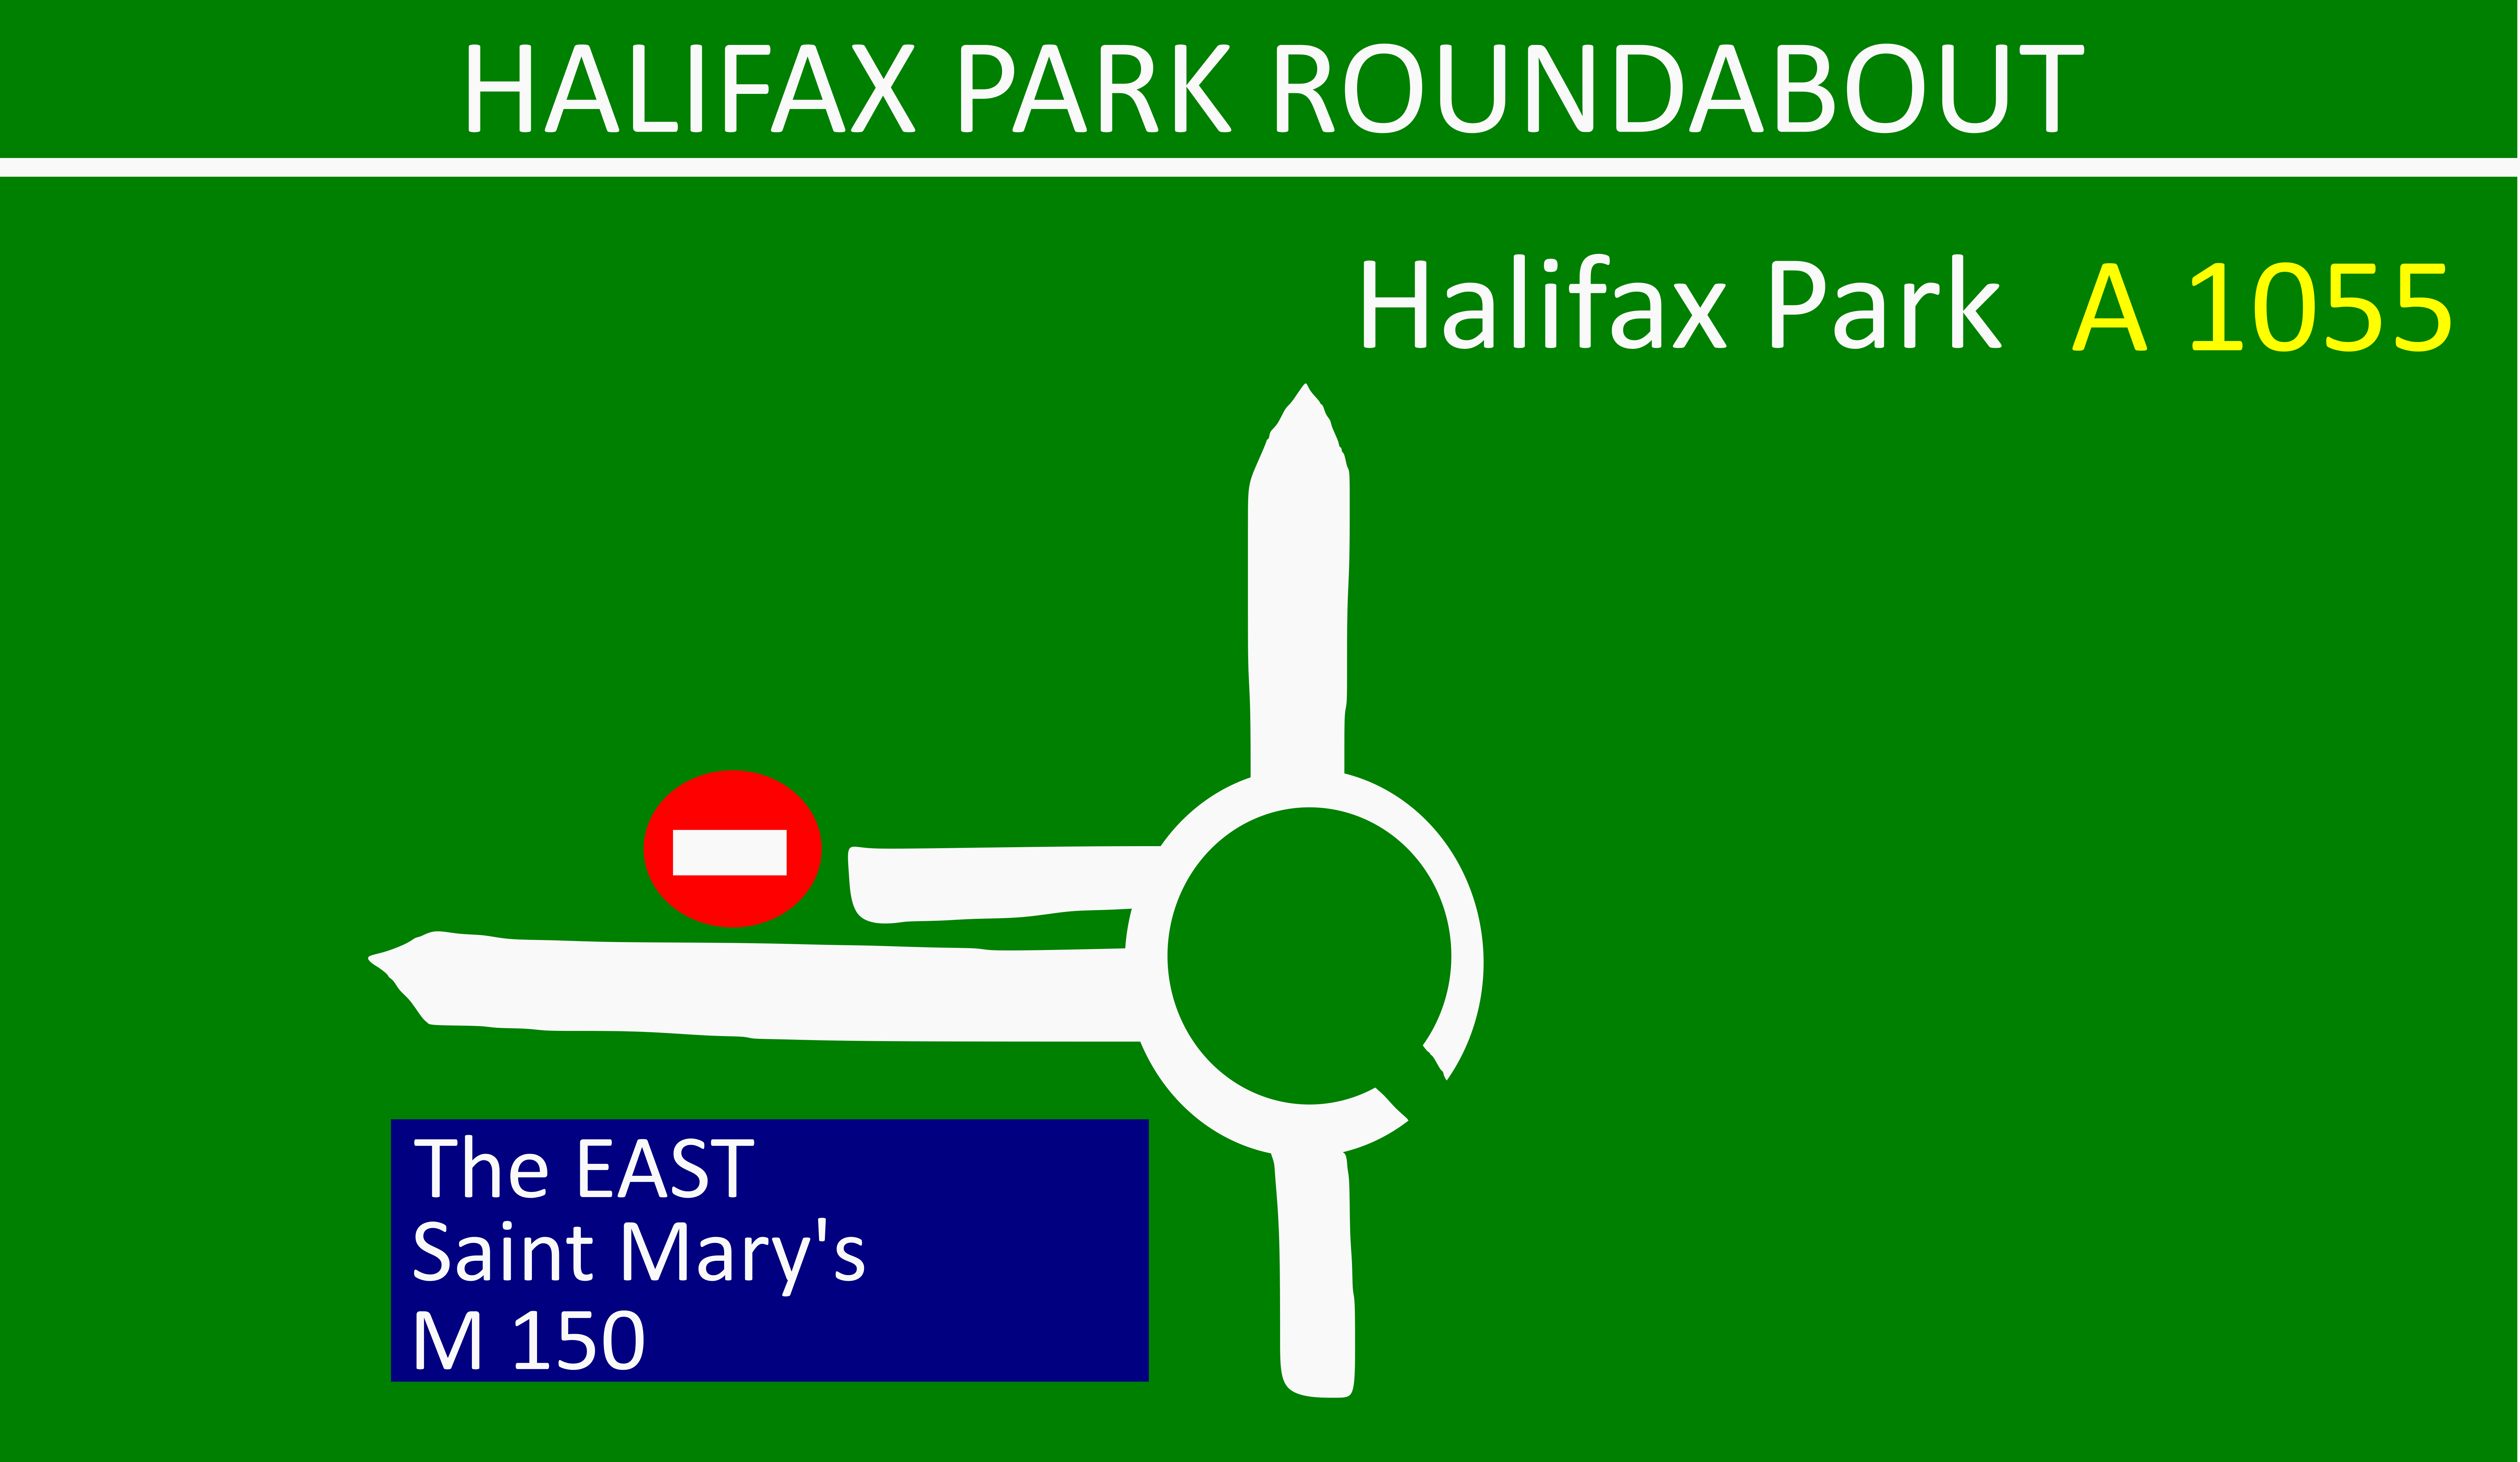 HALIFAX PARK ROUNDABOUT
Halifax Park A 1055
The EAST
Saint Mary's
M 150